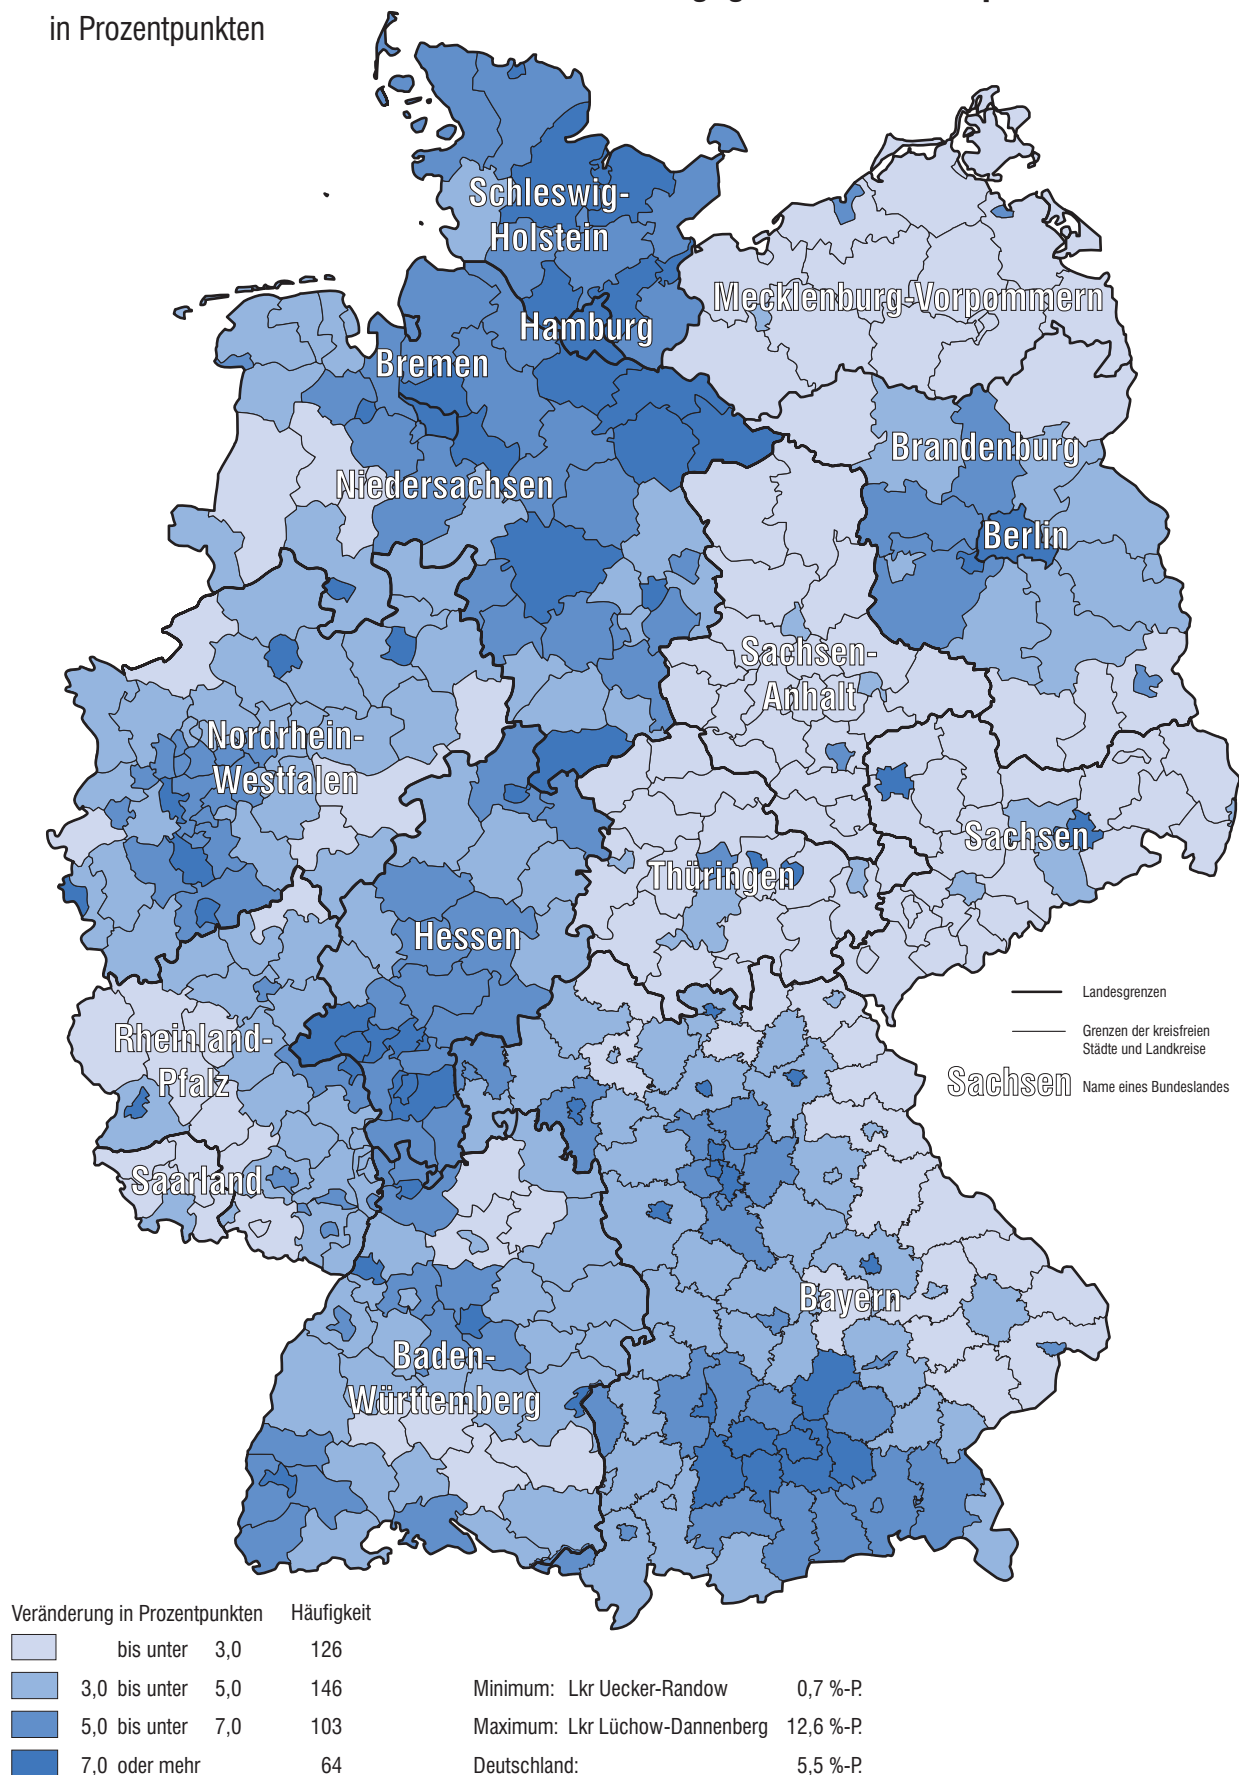 in Prozentpunkten
Schleswig-
Holstein
Mecklenburg-Vorpommern
Hamburg
Bremen
Brandenburg
Niedersachsen
Berlin
Sachsen-
Anhalt
Nordrhein-
Westfalen
Sachsen
Thüringen
Hessen
Landesgrenzen
Rheinland-
Pfalz
Grenzen der kreisfreien
Städte und Landkreise
Sachsen Name eines Bundeslandes
Saarland
Bayern
Baden-
Württemberg
Veränderung in Prozentpunkten Häufigkeit
bis unter 3,0 126
3,0 bis unter 5,0 146 Minimum: Lkr Uecker-Randow 0,7 %-P.
5,0 bis unter 7,0 103 Maximum: Lkr Lüchow-Dannenberg 12,6 %-P.
7,0 oder mehr 64 Deutschland: 5,5 %-P.